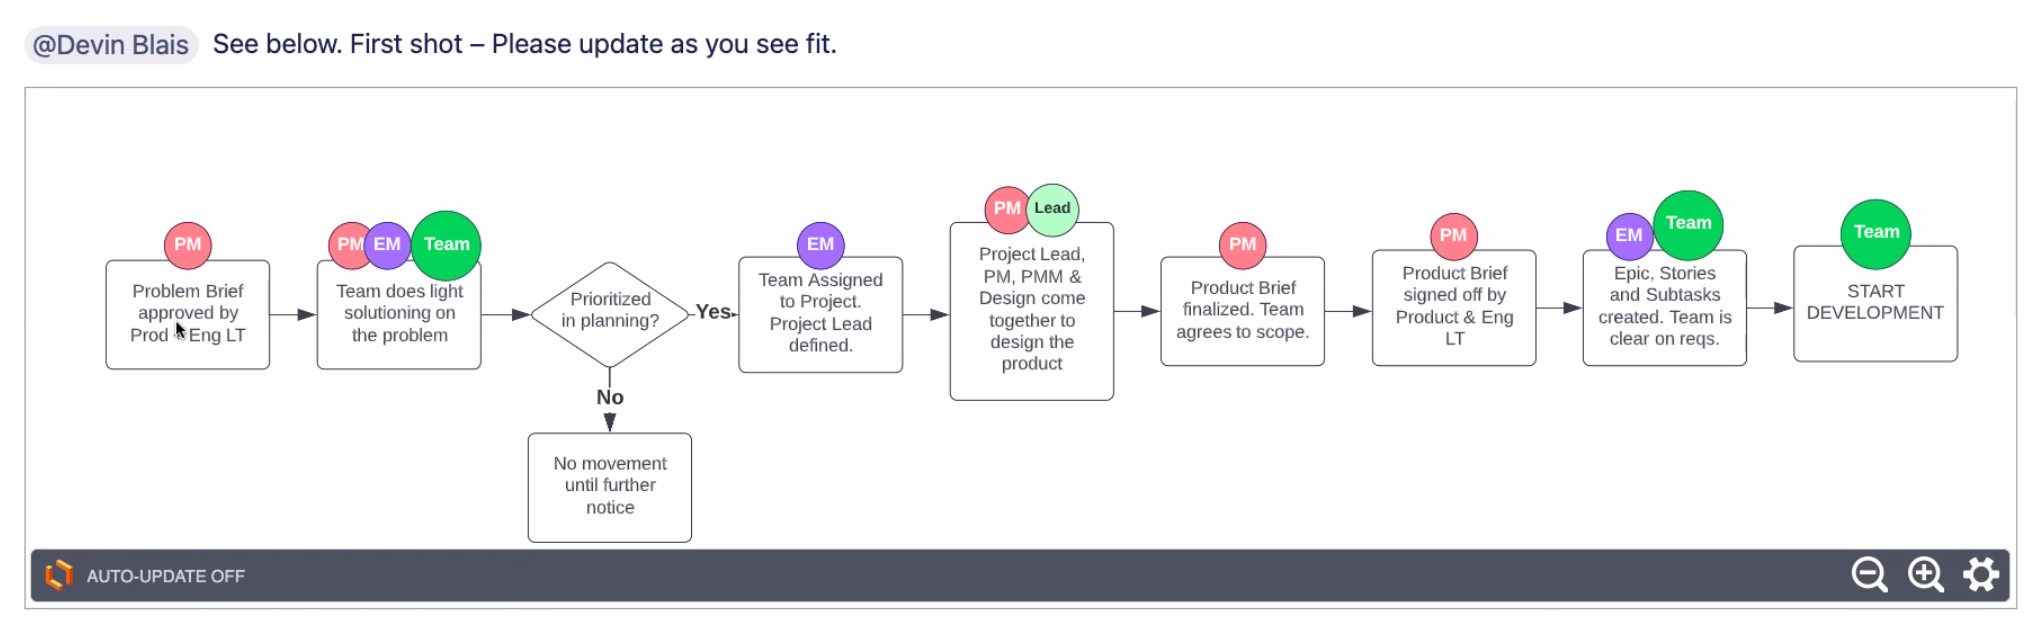 @Devin Blais See below. First shot – Please update as you see fit.
PM
Problem Brief
approved by
Prod Eng LT
PM EM Team
Team does light
solutioning on
the problem
Prioritized
in planning?
Yes
No
No movement
until further
notice
EM
Team Assigned
to Project.
Project Lead
defined.
PM Lead
Project Lead,
PM, PMM &
Design come
together to
design the
product
PM
Product Brief
finalized. Team
agrees to scope.
PM
Product Brief
signed off by
Product & Eng
LT
EM Team
Epic, Stories
and Subtasks
created. Team is
clear on reqs.
Team
START
DEVELOPMENT
AUTO-UPDATE OFF